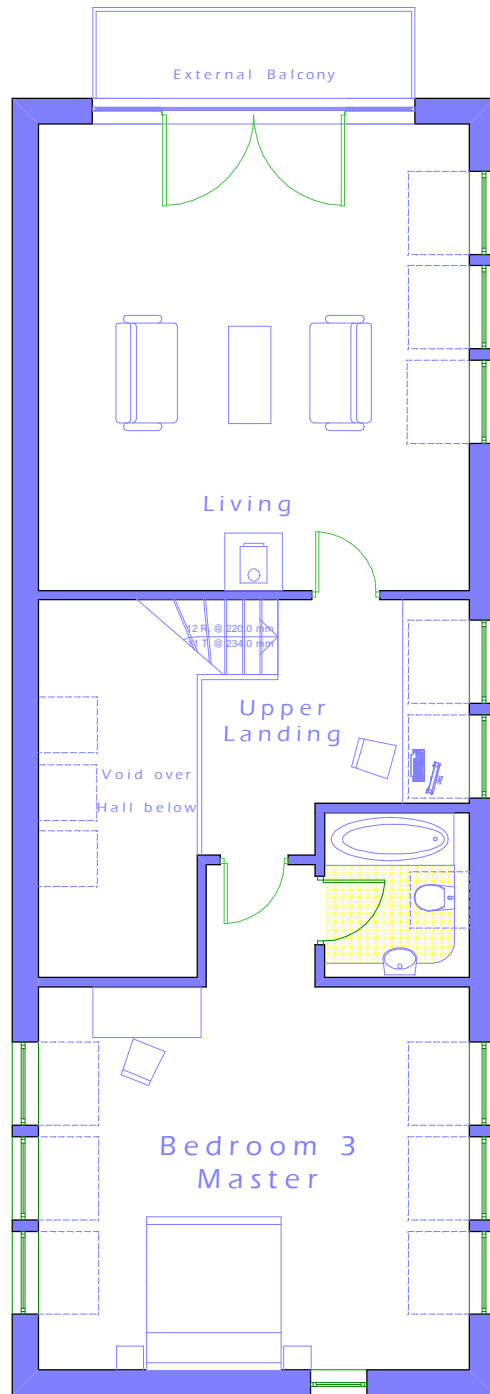 External Balcony
Living
12 R. @ 220.0 mm
11 T. @ 234.0 mm
Upper
Landing
Void over
Hall below
Bedroom 3
Master